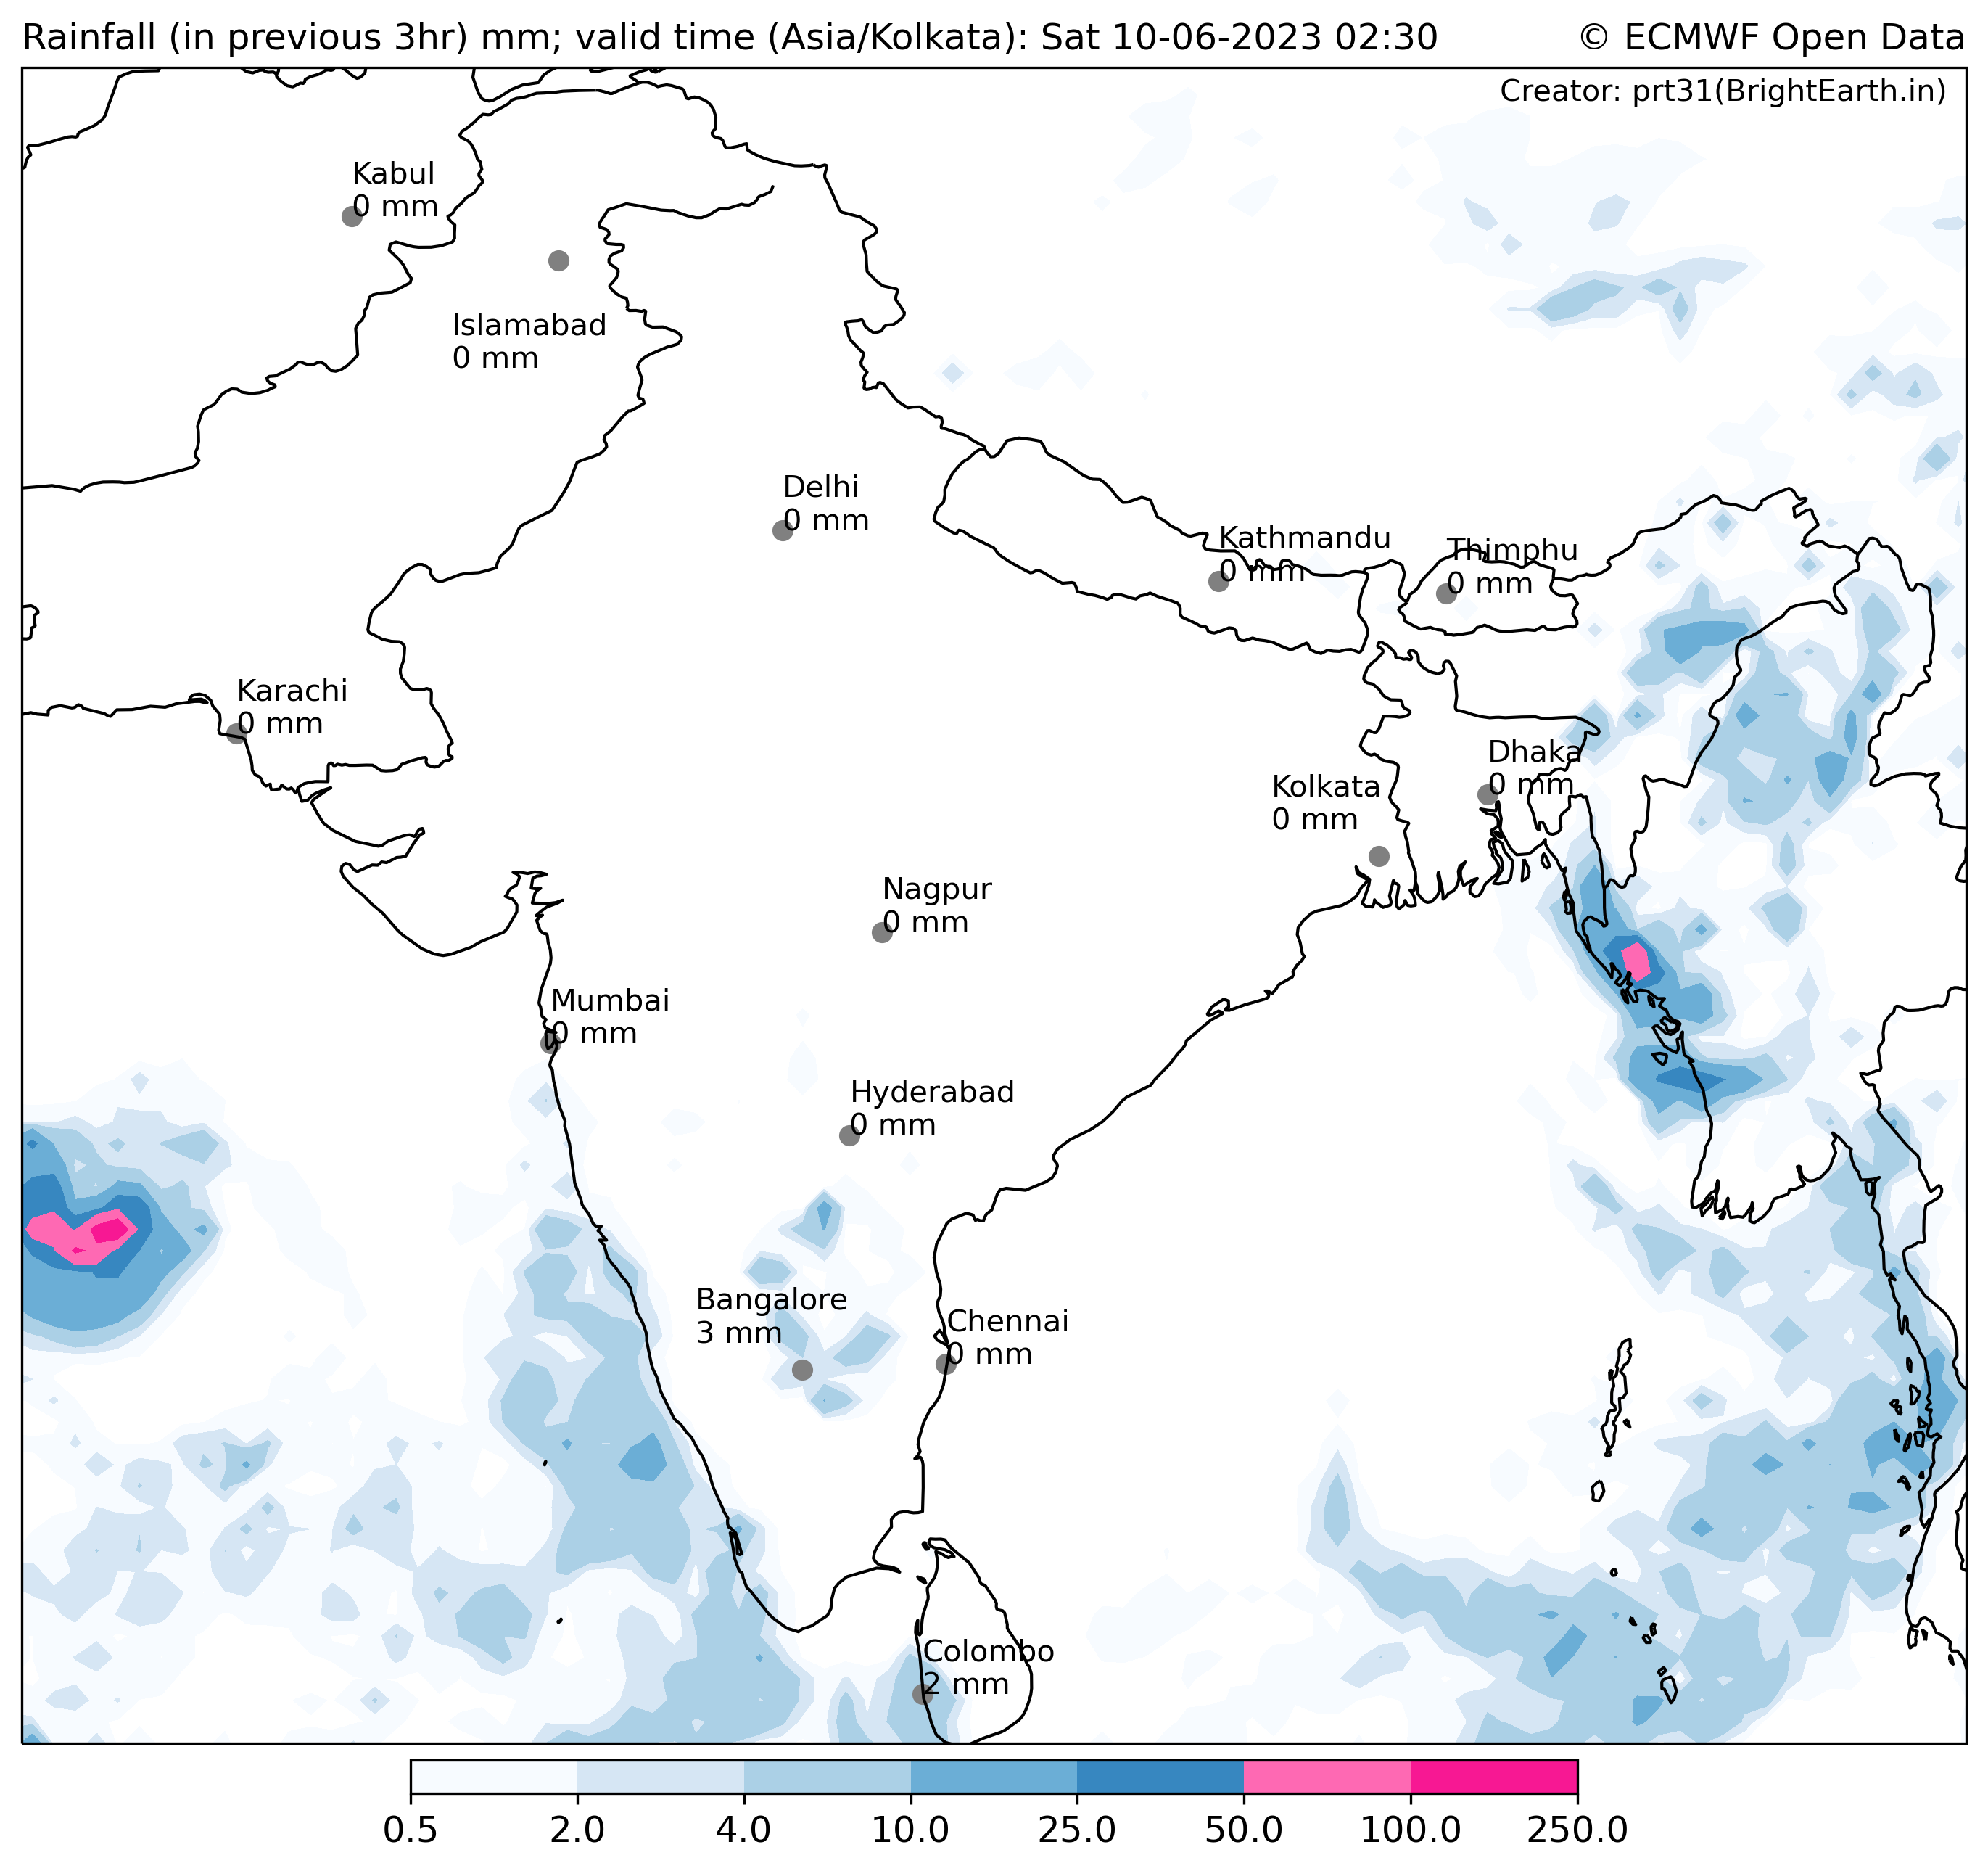 Rainfall (in previous 3hr) mm; valid time (Asia/Kolkata): Sat 10-06-2023 02:30
© ECMWF Open Data
Creator: prt31(BrightEarth.in)
Kabul
0 mm
Islamabad
0 mm
Delhi
0 mm
Kathmandu
0 mm
Thimphu
0 mm
Karachi
0 mm
Dhaka
0 mm
Kolkata
0 mm
Nagpur
0 mm
Mumbai
0 mm
Hyderabad
0 mm
Bangalore
3 mm
Chennai
0 mm
Colombo
2 mm
0.5 2.0 4.0 10.0 25.0 50.0 100.0 250.0